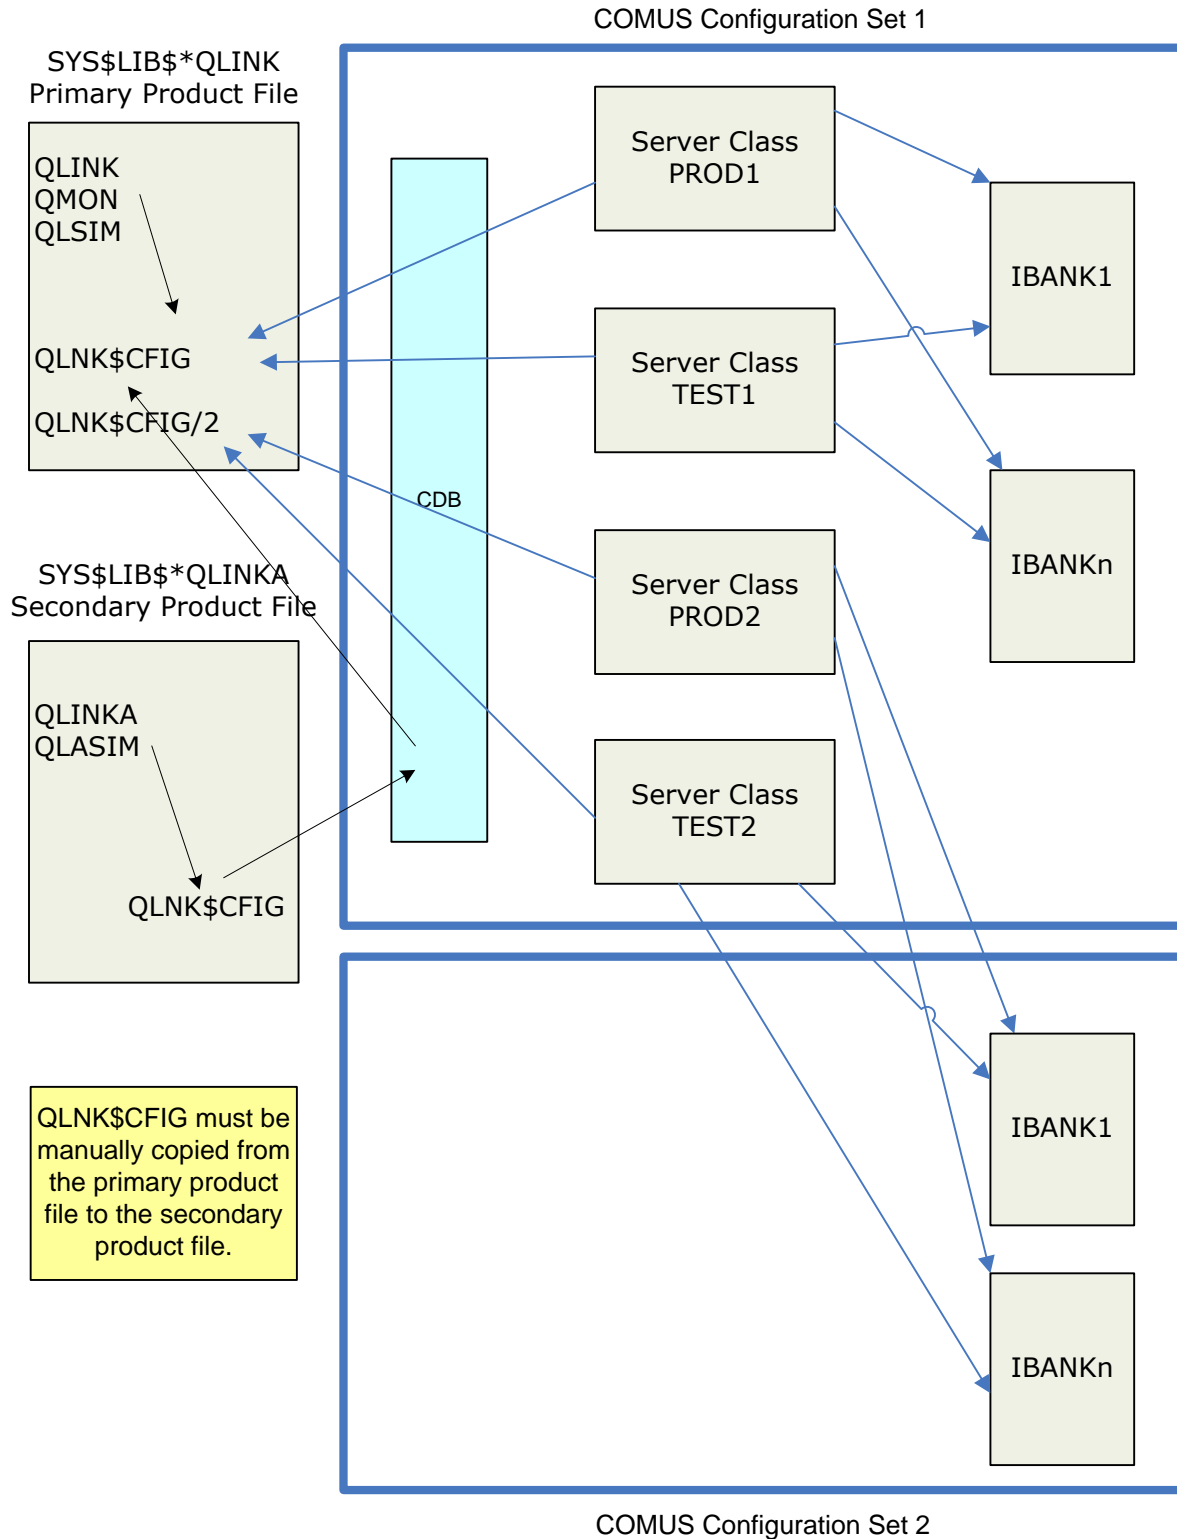 COMUS Configuration Set 1
SYS$LIB$*QLINK
Primary Product File
QLINK
QMON
QLSIM
QLNK$CFIG
QLNK$CFIG/2
SYS$LIB$*QLINKA
Secondary Product File
QLINKA
QLASIM
QLNK$CFIG
QLNK$CFIG must be
manually copied from
the primary product
file to the secondary
product file.
CDB
Server Class
PROD1
Server Class
TEST1
Server Class
PROD2
Server Class
TEST2
IBANK1
IBANKn
IBANK1
IBANKn
COMUS Configuration Set 2